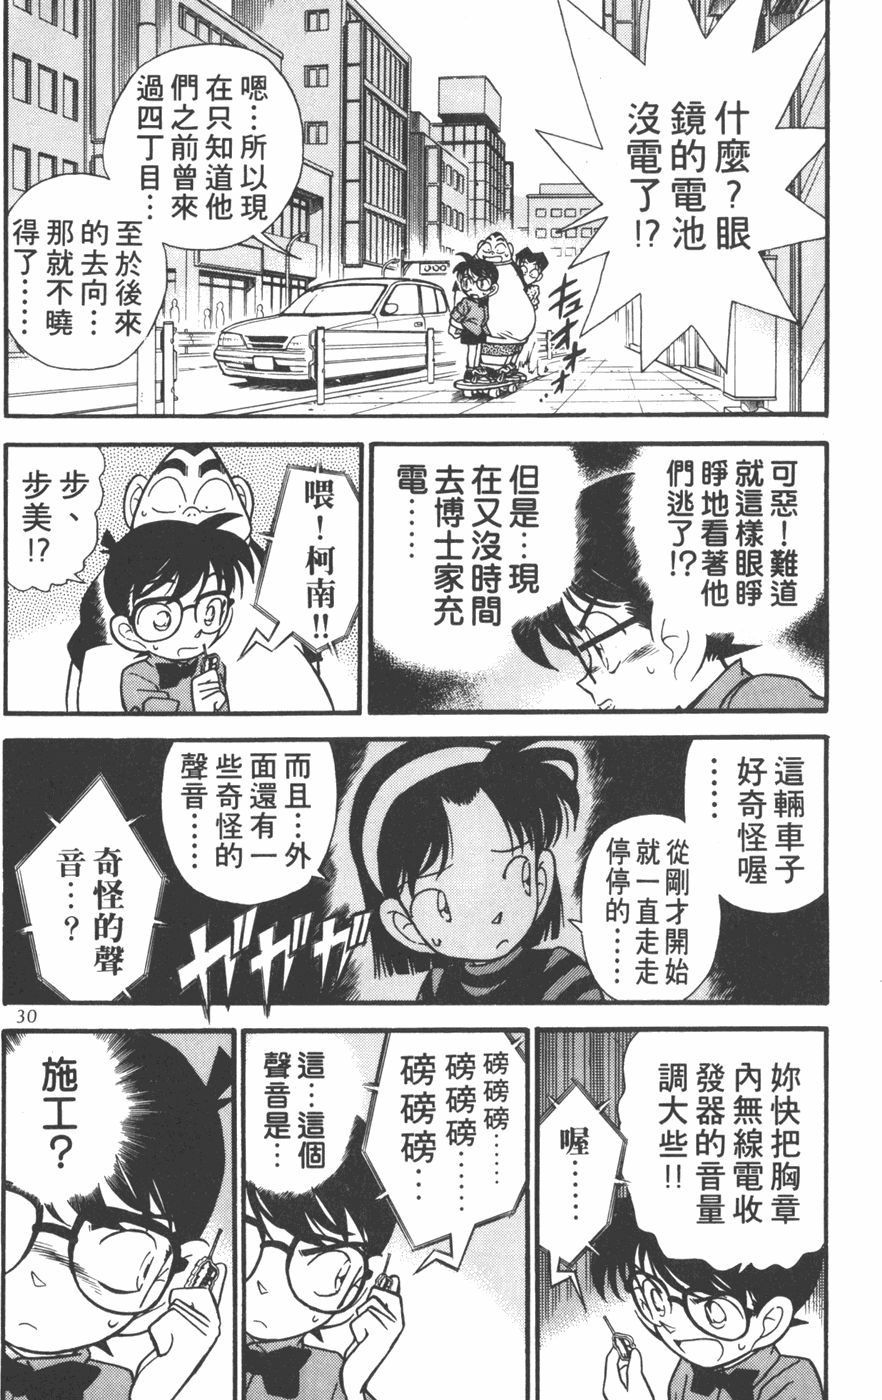 什麼？眼
鏡的電池
沒電了!?
嗯…所以現
在只知道他
們之前曾來
過四丁目…
至於後來
的去向…
那就不曉
得了……
キュオオオ…
可惡！難道
就這樣眼睜
睜地看著他
們逃了!?
但是…現
在又沒時間
去博士家充
電……
喂！柯南!!
步、
步美!?
這輛車子
好奇怪喔
……
從剛才開始
就一直走走
停停的……
而且…外
面還有一
些奇怪的
聲音……
ガガガ
奇怪的聲
音…？
30
妳快把胸章
內無線電收
發器的音量
調大些!!
喔……
磅磅磅…
磅磅磅…
磅磅磅…
這…這個
聲音是…
施工？